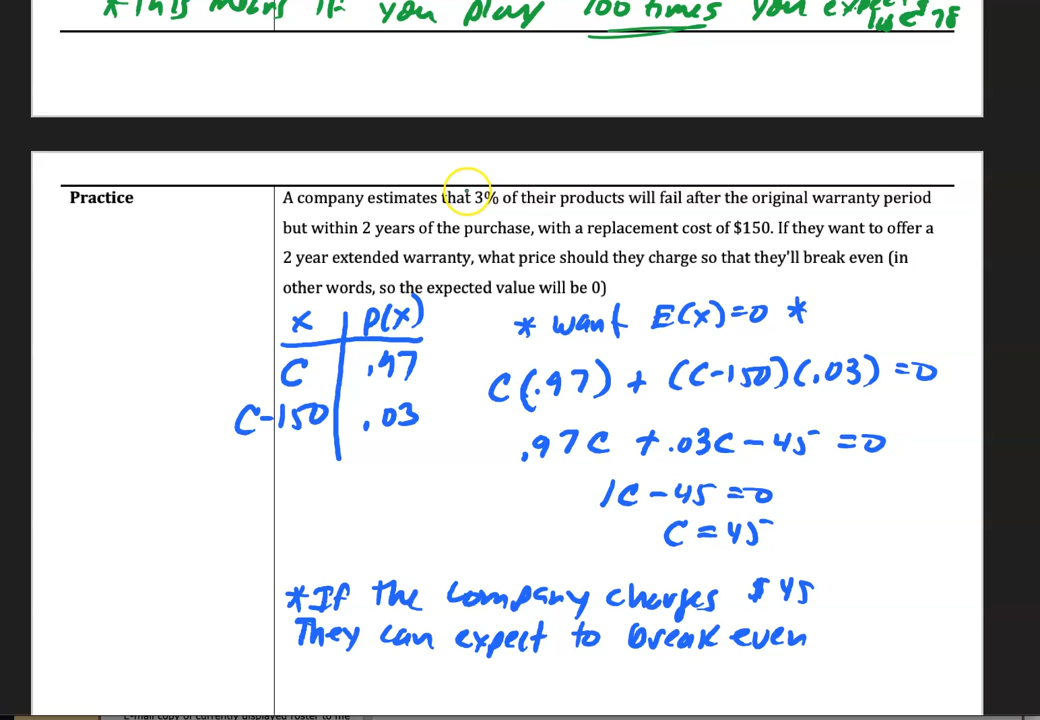 *This means if you play 100 times you
Practice
A company estimates that 3% of their products will fail after the original warranty period
but within 2 years of the purchase, with a replacement cost of $150. If they want to offer a
2 year extended warranty, what price should they charge so that they'll break even (in
other words, so the expected value will be 0)
x P(x)
C .97
C-150 .03
* want E(x)=0 *
C(.97) + (C-150)(.03) =0
.97C + .03C - 45 =0
1C - 45 =0
C = 45
*If the company charges $45
They can expect to break even